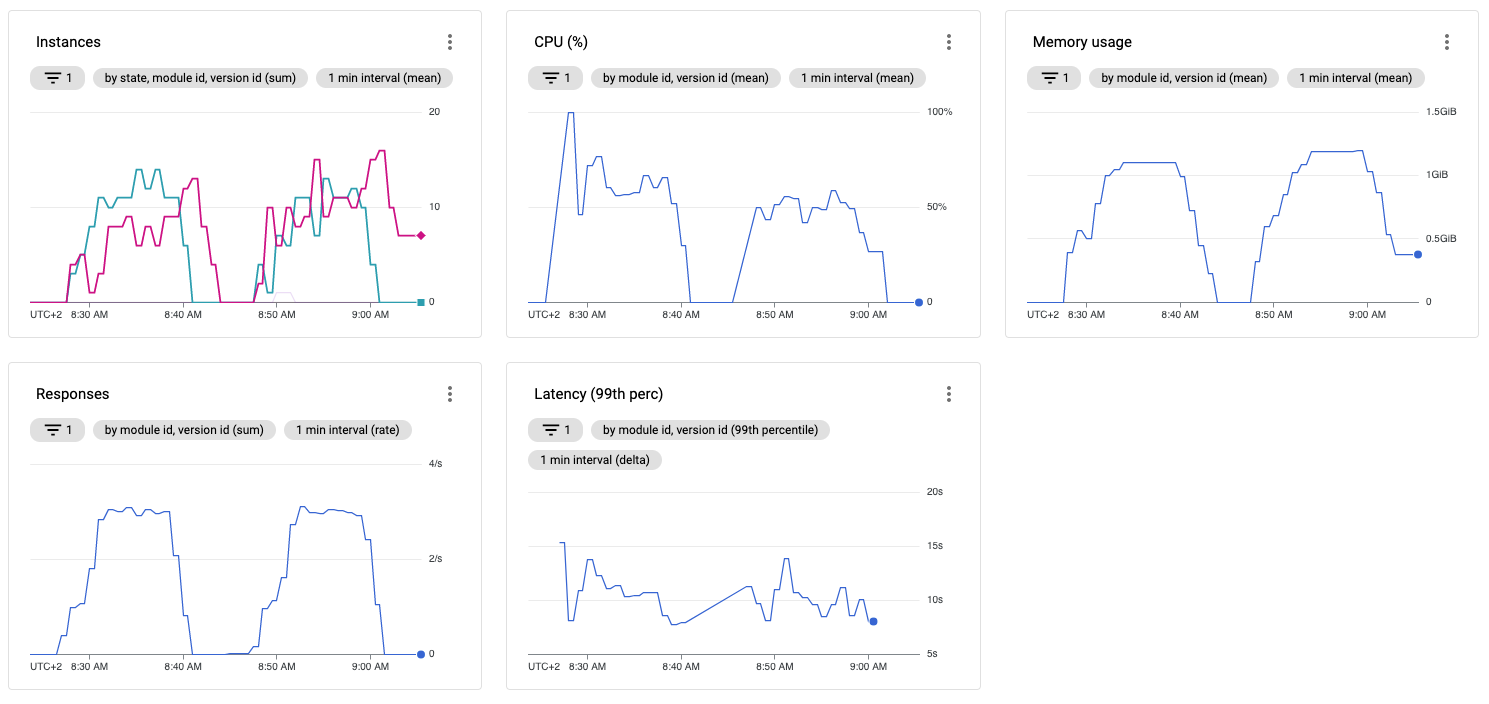 Instances
1
by state, module id, version id (sum)
1 min interval (mean)
20
10
0
UTC+2 8:30 AM 8:40 AM 8:50 AM 9:00 AM
CPU (%)
1
by module id, version id (mean)
1 min interval (mean)
100%
50%
0
UTC+2 8:30 AM 8:40 AM 8:50 AM 9:00 AM
Memory usage
1
by module id, version id (mean)
1 min interval (mean)
1.5GiB
1GiB
0.5GiB
0
UTC+2 8:30 AM 8:40 AM 8:50 AM 9:00 AM
Responses
1
by module id, version id (sum)
1 min interval (rate)
4/s
2/s
0
UTC+2 8:30 AM 8:40 AM 8:50 AM 9:00 AM
Latency (99th perc)
1
by module id, version id (99th percentile)
1 min interval (delta)
20s
15s
10s
5s
UTC+2 8:30 AM 8:40 AM 8:50 AM 9:00 AM